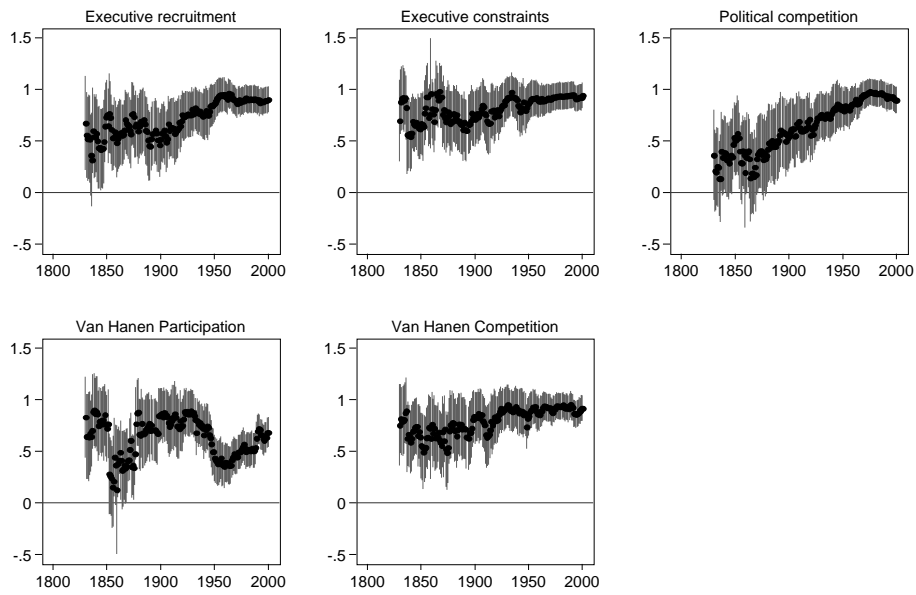 Executive recruitment
1.5
1
.5
0
-.5
1800 1850 1900 1950 2000
Executive constraints
1.5
1
.5
0
-.5
1800 1850 1900 1950 2000
Political competition
1.5
1
.5
0
-.5
1800 1850 1900 1950 2000
Van Hanen Participation
1.5
1
.5
0
-.5
1800 1850 1900 1950 2000
Van Hanen Competition
1.5
1
.5
0
-.5
1800 1850 1900 1950 2000